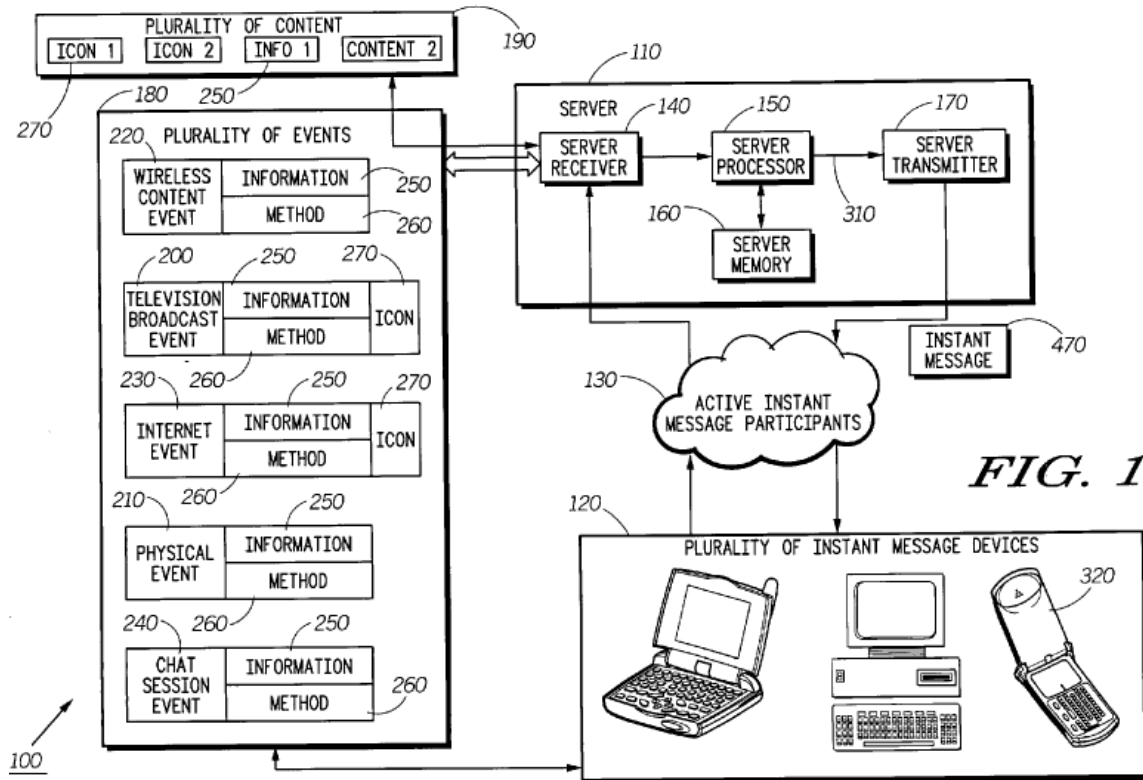 PLURALITY OF CONTENT
190
ICON 1 ICON 2 INFO 1 CONTENT 2
270
250
180
PLURALITY OF EVENTS
220
WIRELESS
CONTENT
EVENT
INFORMATION
METHOD
250
260
200
250
270
TELEVISION
BROADCAST
EVENT
INFORMATION
METHOD
ICON
260
230
250
270
INTERNET
EVENT
INFORMATION
METHOD
ICON
260
210
250
PHYSICAL
EVENT
INFORMATION
METHOD
260
240
250
CHAT
SESSION
EVENT
INFORMATION
METHOD
260
100
110
SERVER
140
150
170
SERVER
RECEIVER
SERVER
PROCESSOR
SERVER
TRANSMITTER
310
160
SERVER
MEMORY
INSTANT
MESSAGE
470
130
ACTIVE INSTANT
MESSAGE PARTICIPANTS
FIG. 1
120
PLURALITY OF INSTANT MESSAGE DEVICES
320